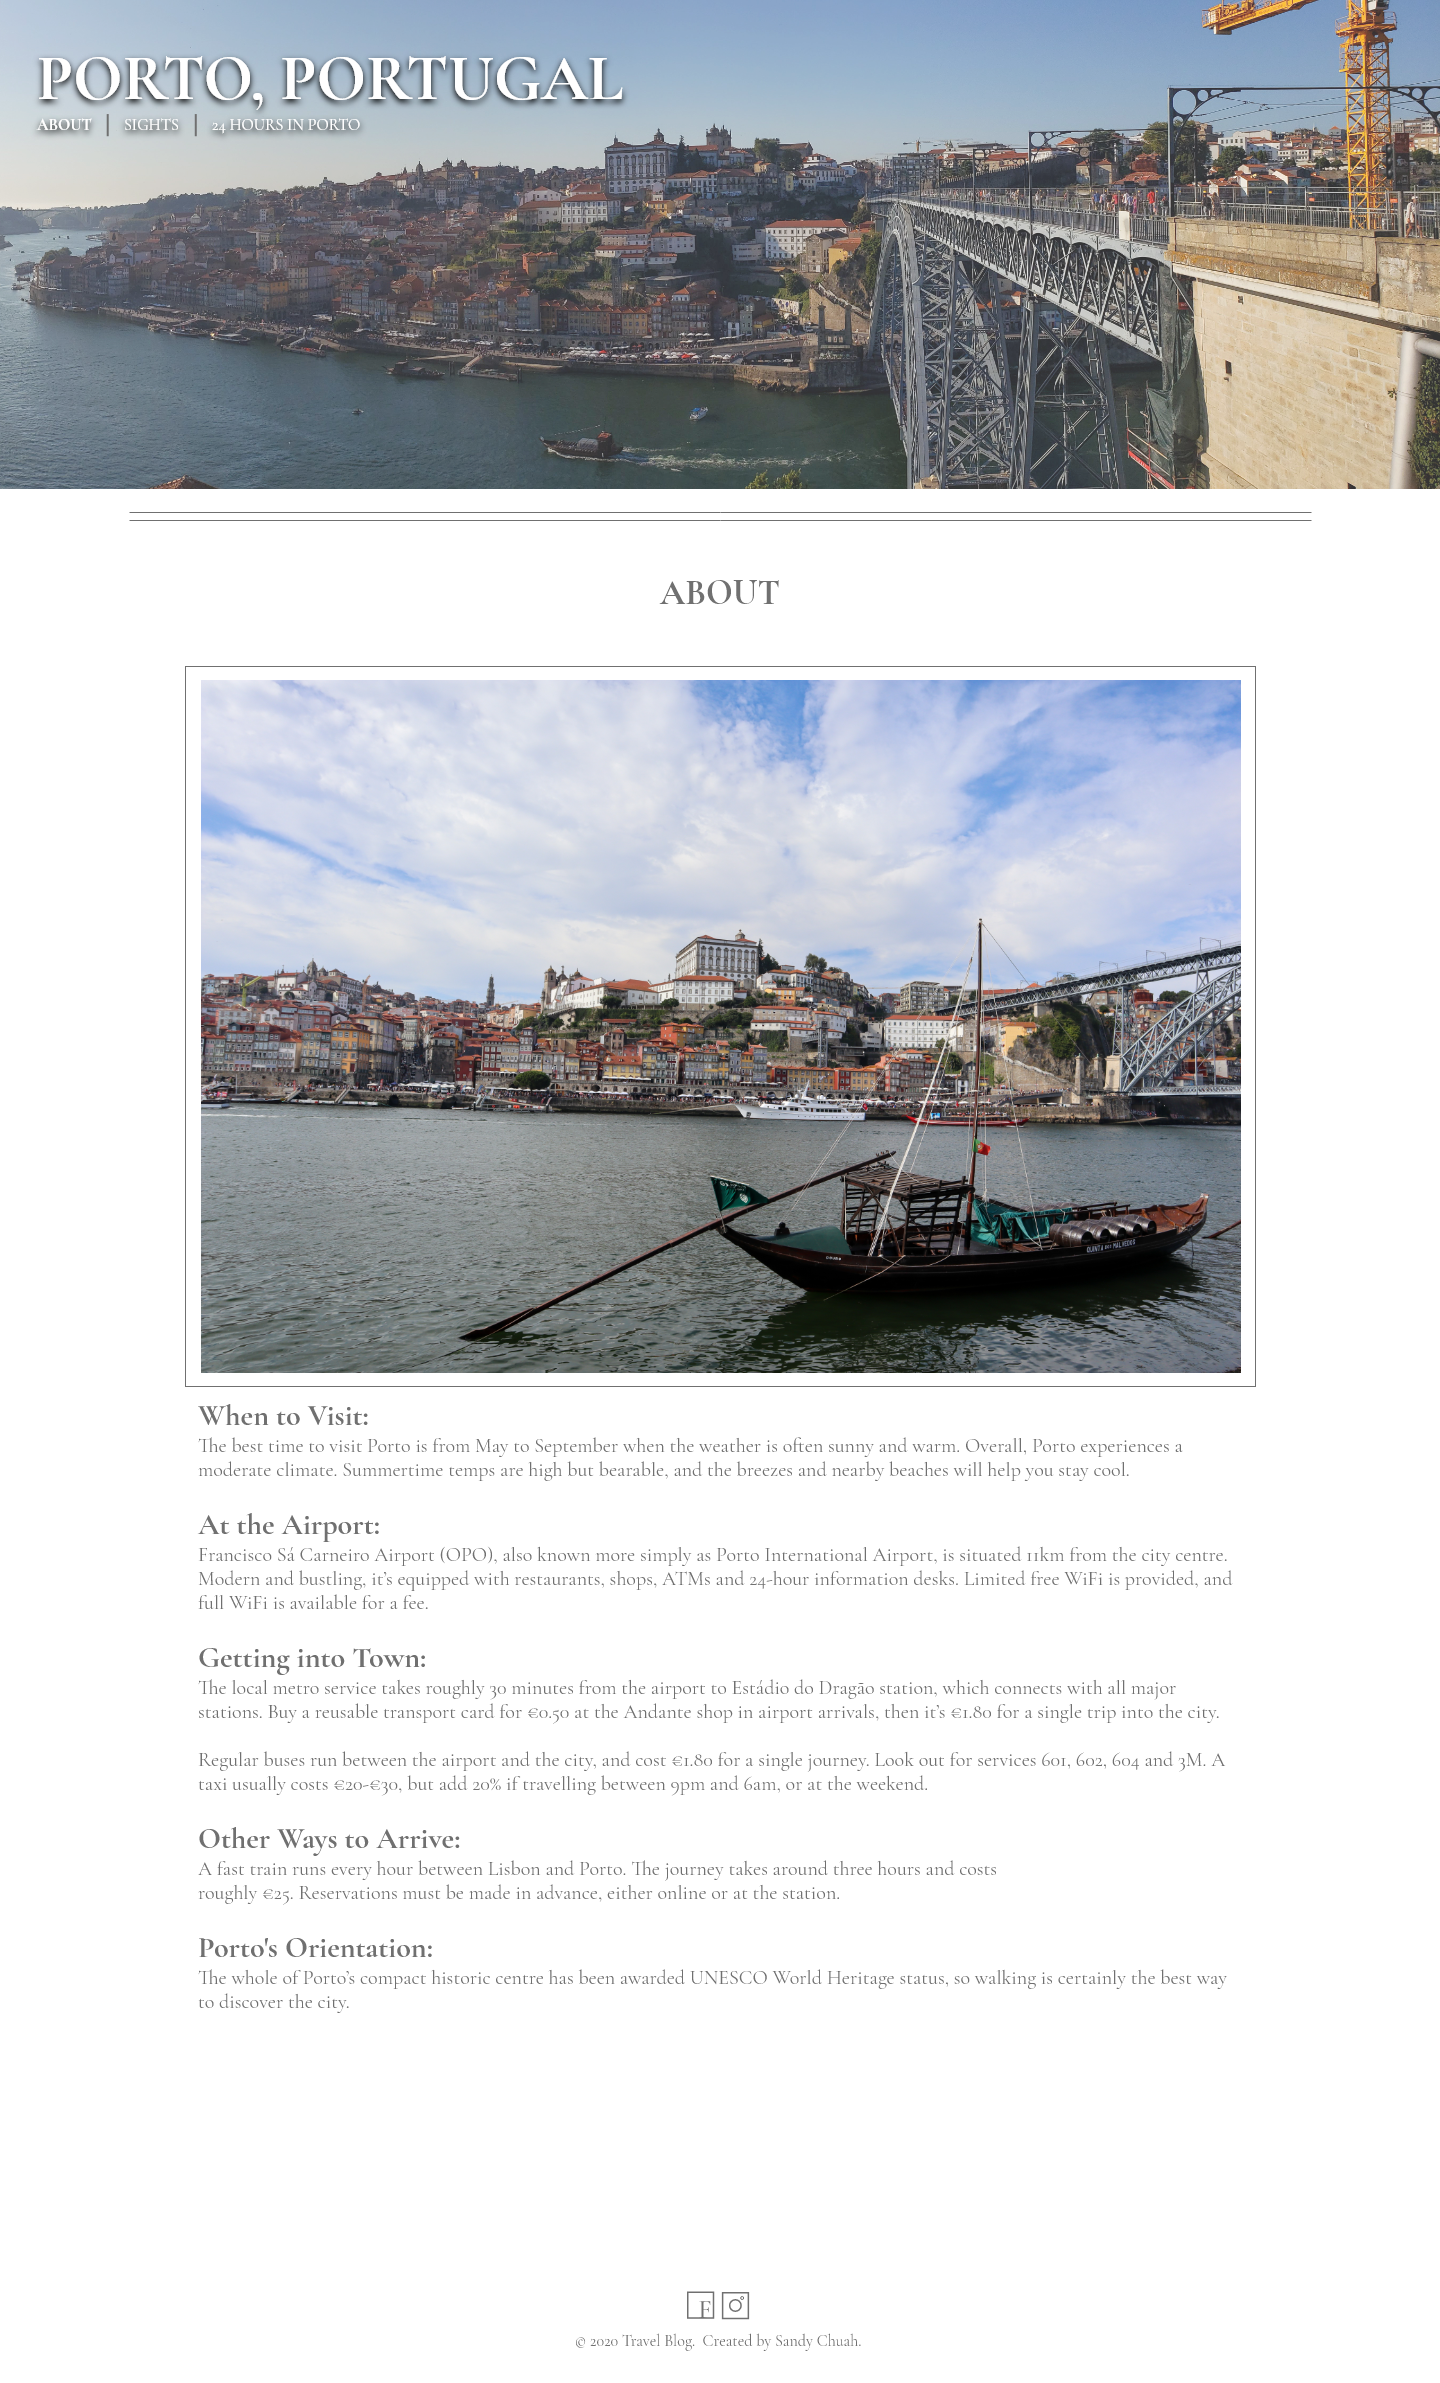 PORTO, PORTUGAL
ABOUT | SIGHTS | 24 HOURS IN PORTO
ABOUT
QUINTA DOS MALVEDOS
When to Visit:
The best time to visit Porto is from May to September when the weather is often sunny and warm. Overall, Porto experiences a
moderate climate. Summertime temps are high but bearable, and the breezes and nearby beaches will help you stay cool.
At the Airport:
Francisco Sá Carneiro Airport (OPO), also known more simply as Porto International Airport, is situated 11km from the city centre.
Modern and bustling, it’s equipped with restaurants, shops, ATMs and 24-hour information desks. Limited free WiFi is provided, and
full WiFi is available for a fee.
Getting into Town:
The local metro service takes roughly 30 minutes from the airport to Estádio do Dragão station, which connects with all major
stations. Buy a reusable transport card for €0.50 at the Andante shop in airport arrivals, then it’s €1.80 for a single trip into the city.
Regular buses run between the airport and the city, and cost €1.80 for a single journey. Look out for services 601, 602, 604 and 3M. A
taxi usually costs €20-€30, but add 20% if travelling between 9pm and 6am, or at the weekend.
Other Ways to Arrive:
A fast train runs every hour between Lisbon and Porto. The journey takes around three hours and costs
roughly €25. Reservations must be made in advance, either online or at the station.
Porto's Orientation:
The whole of Porto’s compact historic centre has been awarded UNESCO World Heritage status, so walking is certainly the best way
to discover the city.
F
© 2020 Travel Blog. Created by Sandy Chuah.